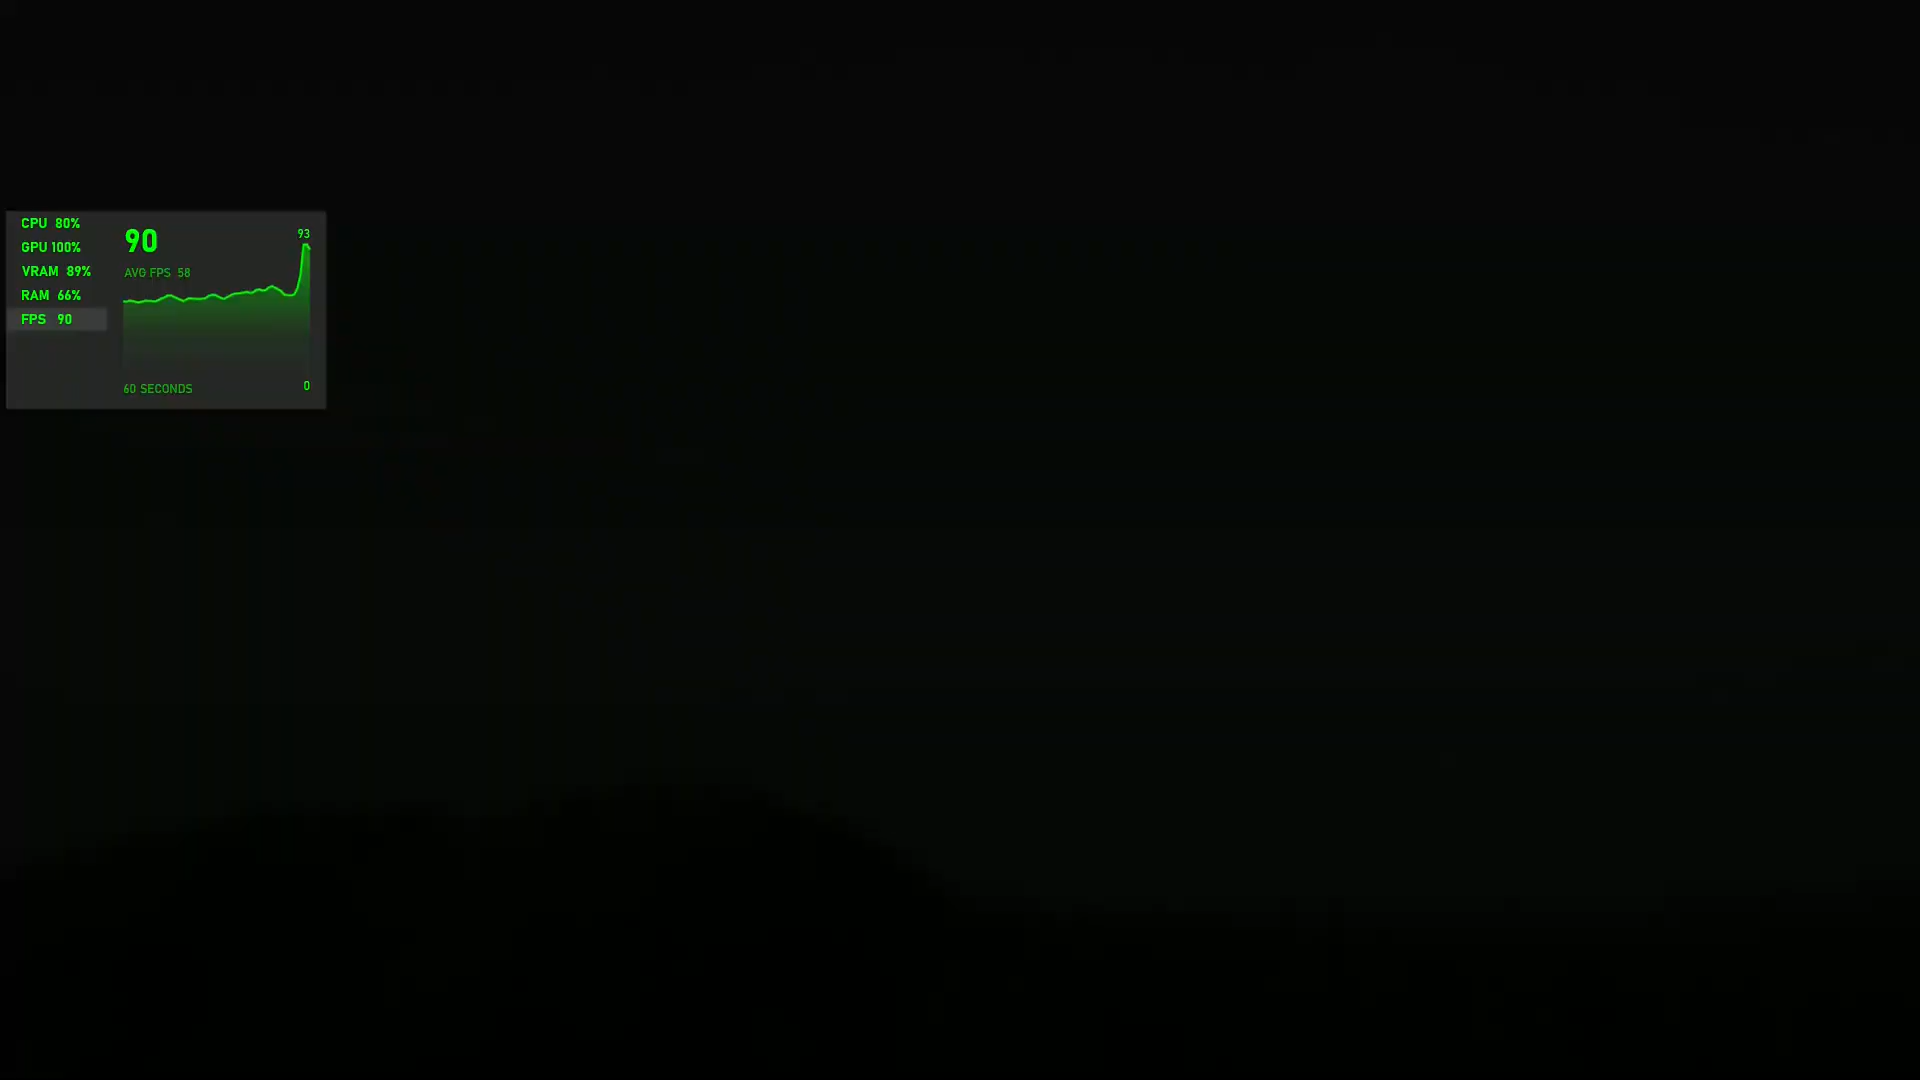 CPU 80%
GPU 100%
VRAM 89%
RAM 66%
FPS 90
90
AVG FPS 58
93
60 SECONDS
0